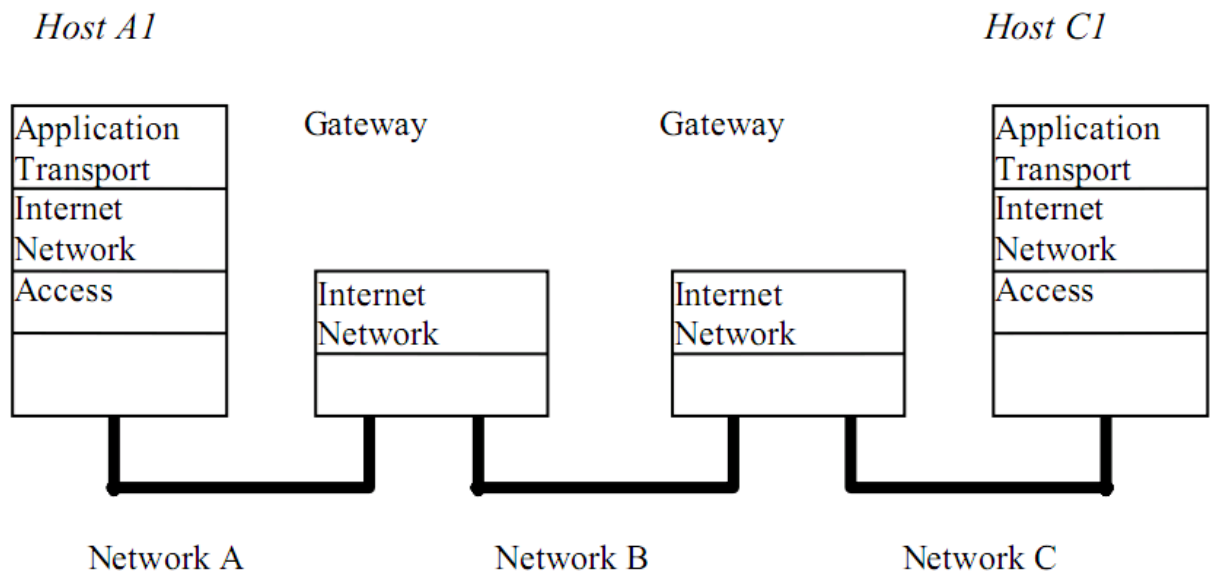 Host A1
Host C1
Application
Transport
Internet
Network
Access
Gateway
Internet
Network
Gateway
Internet
Network
Application
Transport
Internet
Network
Access
Network A
Network B
Network C